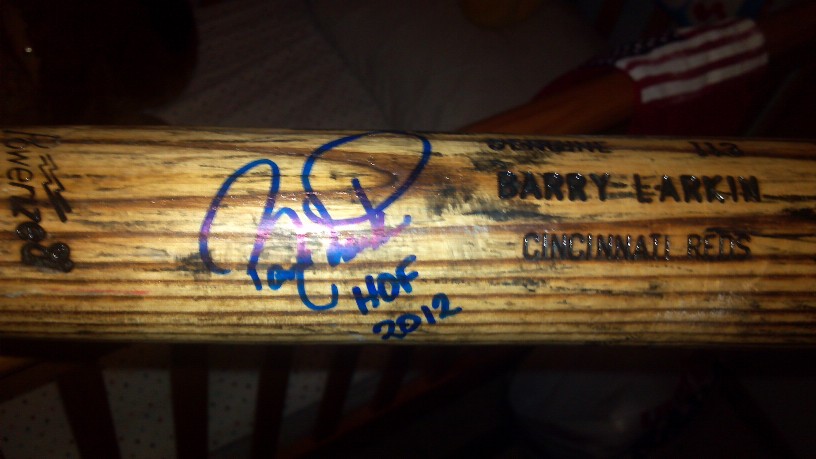 Powerized
GENUINE
BARRY LARKIN
CINCINNATI REDS
HOF
2012